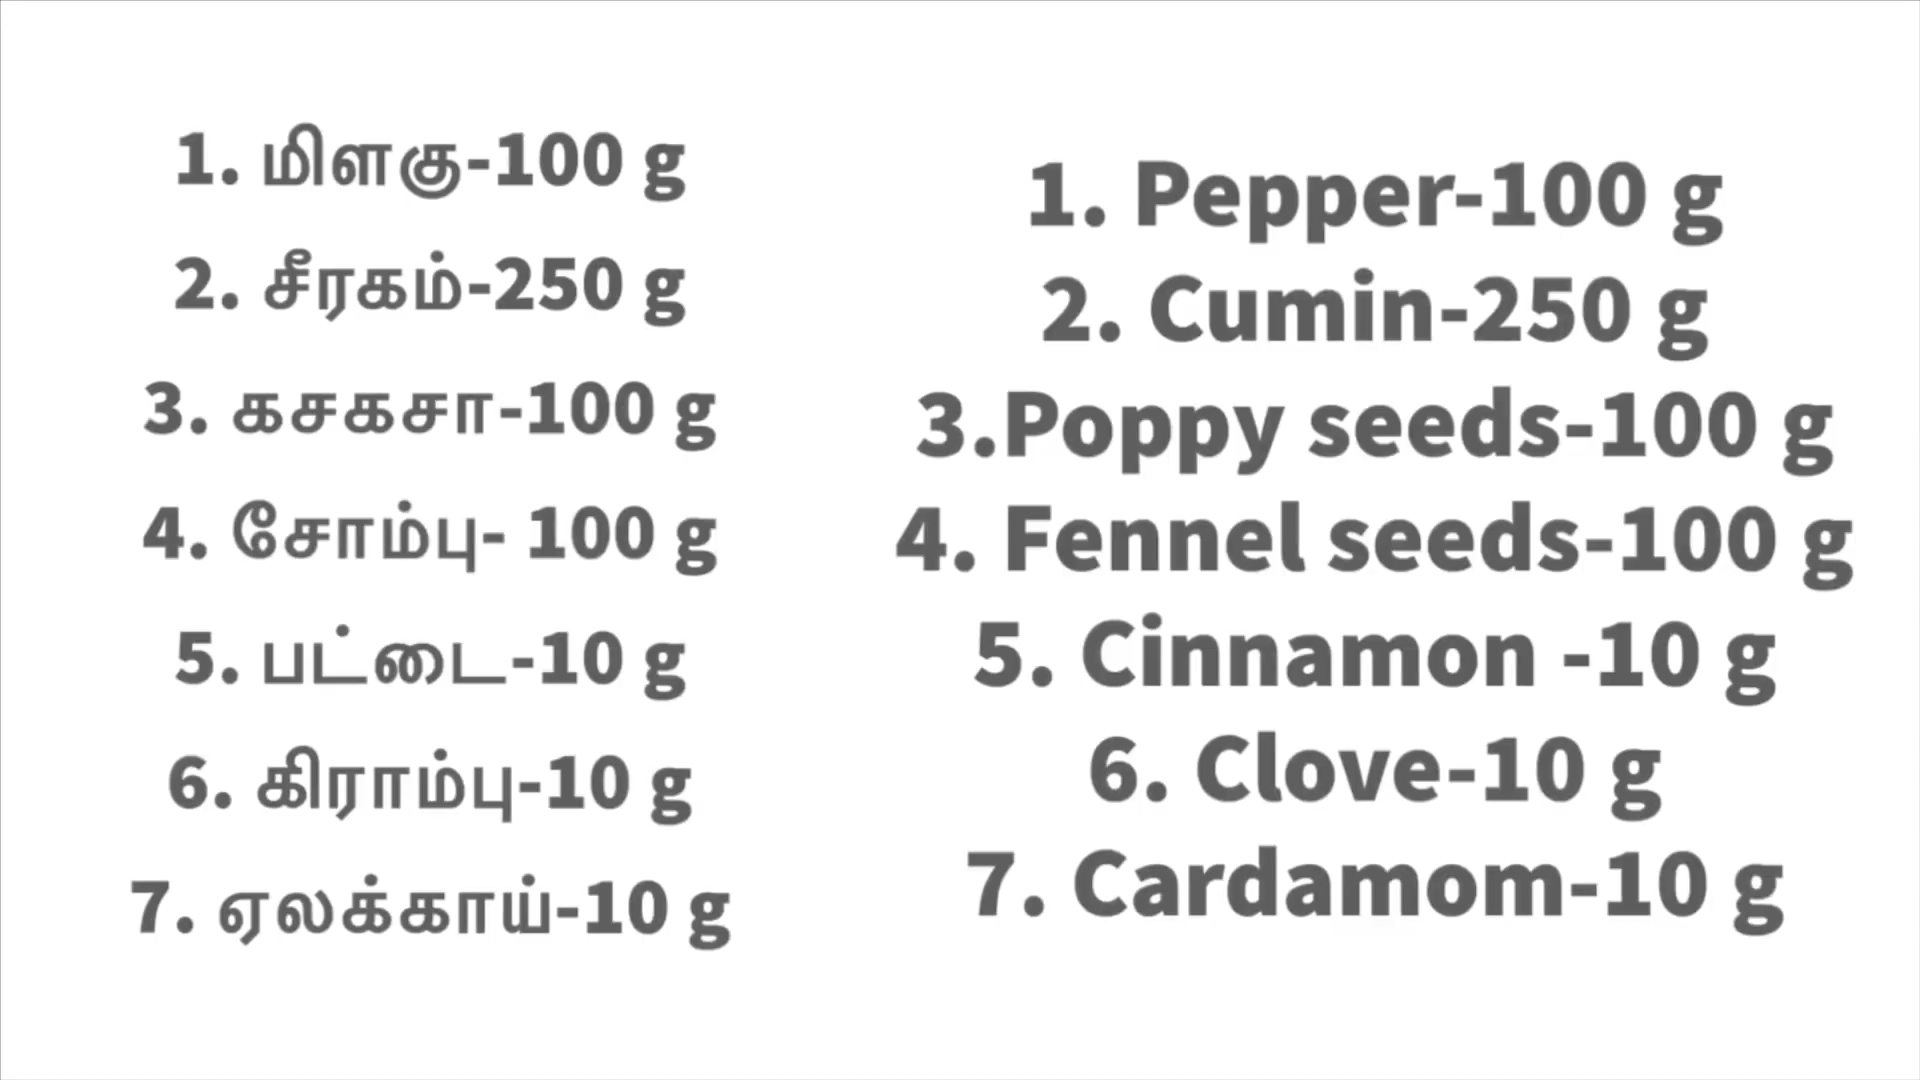 1. மிளகு-100 g
2. சீரகம்-250 g
3. கசகசா-100 g
4. சோம்பு- 100 g
5. பட்டை-10 g
6. கிராம்பு-10 g
7. ஏலக்காய்-10 g
1. Pepper-100 g
2. Cumin-250 g
3.Poppy seeds-100 g
4. Fennel seeds-100 g
5. Cinnamon -10 g
6. Clove-10 g
7. Cardamom-10 g